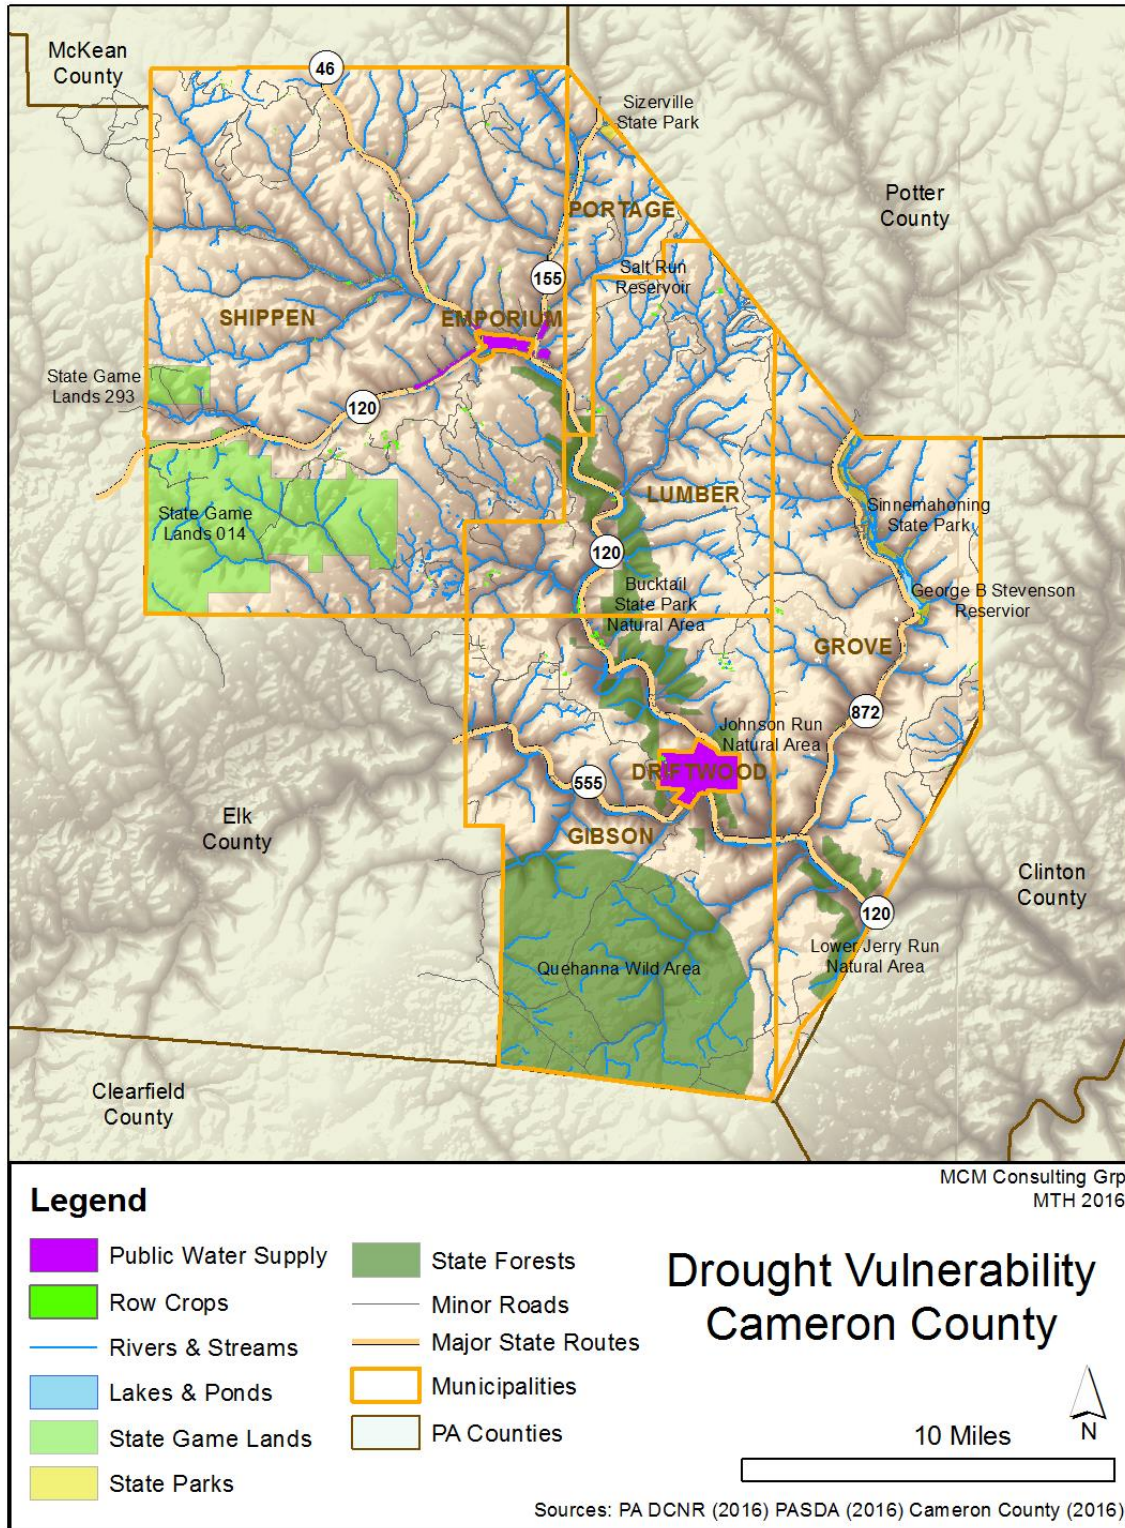 McKean
County
46
Sizerville
State Park
Potter
County
PORTAGE
155
Salt Run
Reservoir
SHIPPEN
EMPORIUM
State Game
Lands 293
120
State Game
Lands 014
LUMBER
Sinnemahoning
State Park
120
Bucktail
State Park
Natural Area
George B Stevenson
Reservior
GROVE
872
Johnson Run
Natural Area
DRIFTWOOD
555
Elk
County
GIBSON
Clinton
County
120
Lower Jerry Run
Natural Area
Quehanna Wild Area
Clearfield
County
MCM Consulting Grp
MTH 2016
Legend
Public Water Supply
Row Crops
Rivers & Streams
Lakes & Ponds
State Game Lands
State Parks
State Forests
Minor Roads
Major State Routes
Municipalities
PA Counties
Drought Vulnerability
Cameron County
10 Miles
N
Sources: PA DCNR (2016) PASDA (2016) Cameron County (2016)